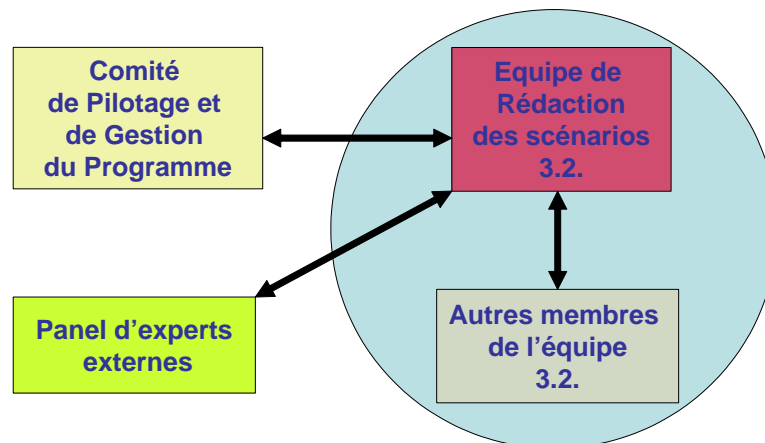 Comité
de Pilotage et
de Gestion
du Programme
Equipe de
Rédaction
des scénarios
3.2.
Panel d’experts
externes
Autres membres
de l’équipe
3.2.